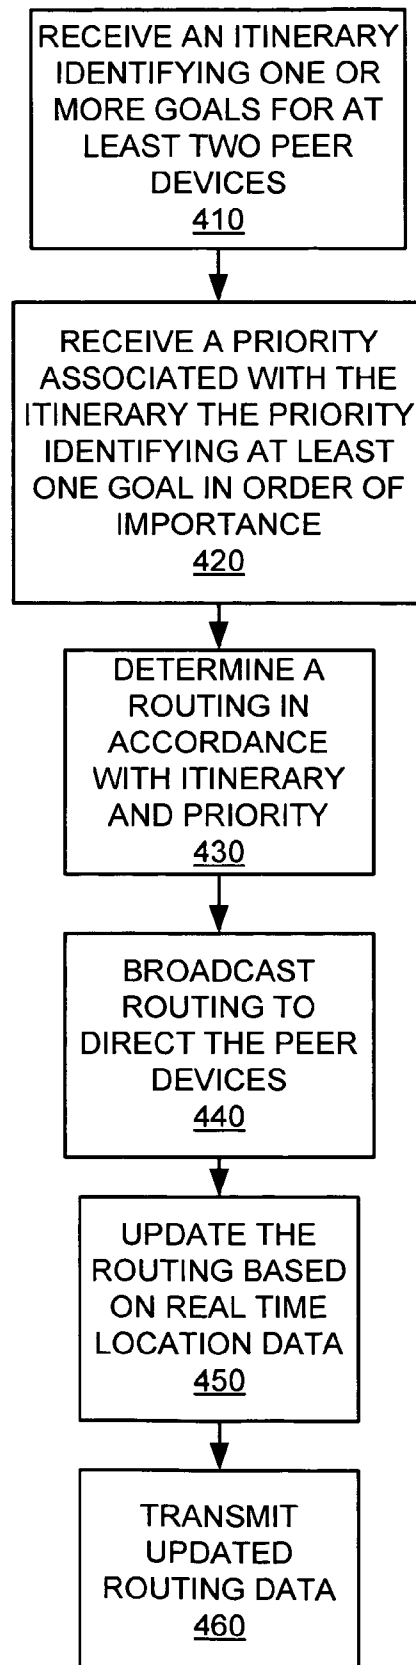 RECEIVE AN ITINERARY
IDENTIFYING ONE OR
MORE GOALS FOR AT
LEAST TWO PEER
DEVICES
410
RECEIVE A PRIORITY
ASSOCIATED WITH THE
ITINERARY THE PRIORITY
IDENTIFYING AT LEAST
ONE GOAL IN ORDER OF
IMPORTANCE
420
DETERMINE A
ROUTING IN
ACCORDANCE
WITH ITINERARY
AND PRIORITY
430
BROADCAST
ROUTING TO
DIRECT THE PEER
DEVICES
440
UPDATE THE
ROUTING BASED
ON REAL TIME
LOCATION DATA
450
TRANSMIT
UPDATED
ROUTING DATA
460